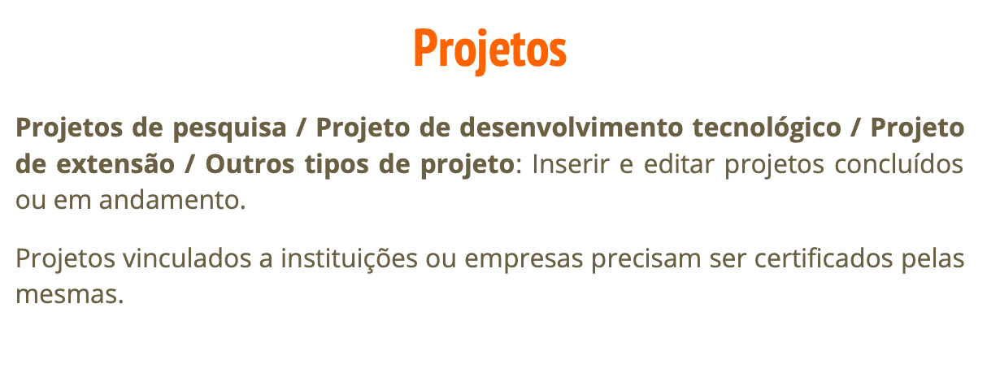 Projetos
Projetos de pesquisa / Projeto de desenvolvimento tecnológico / Projeto
de extensão / Outros tipos de projeto: Inserir e editar projetos concluídos
ou em andamento.
Projetos vinculados a instituições ou empresas precisam ser certificados pelas
mesmas.